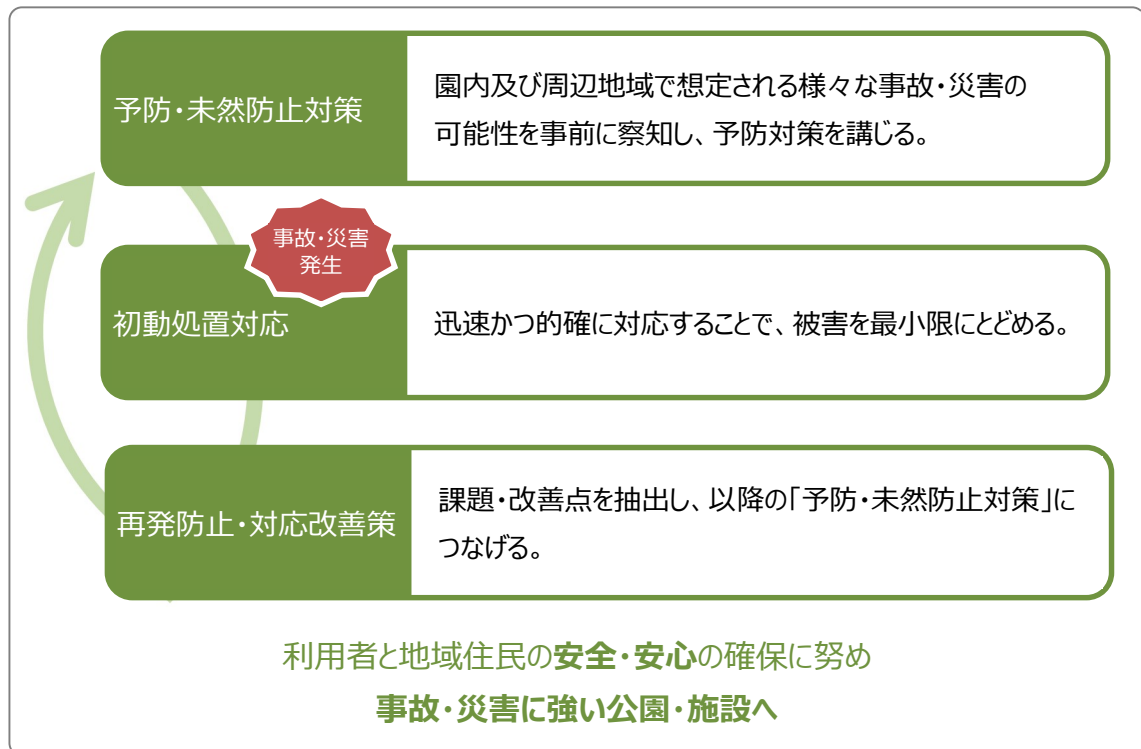 予防・未然防止対策
園内及び周辺地域で想定される様々な事故・災害の
可能性を事前に察知し、予防対策を講じる。
事故・災害
発生
初動処置対応
迅速かつ的確に対応することで、被害を最小限にとどめる。
再発防止・対応改善策
課題・改善点を抽出し、以降の「予防・未然防止対策」に
つなげる。
利用者と地域住民の安全・安心の確保に努め
事故・災害に強い公園・施設へ